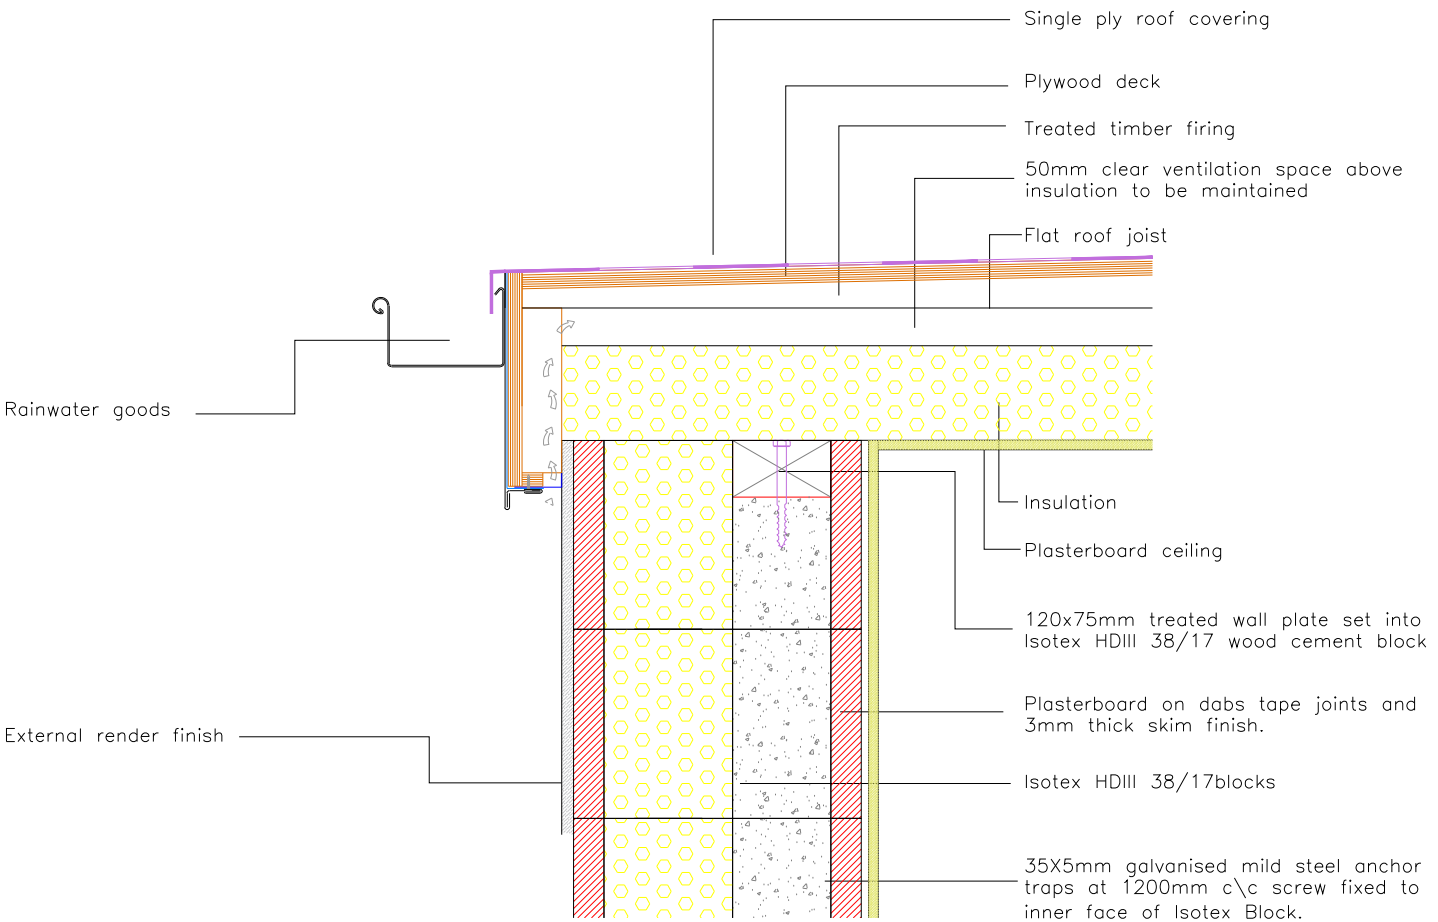 Single ply roof covering
Plywood deck
Treated timber firing
50mm clear ventilation space above
insulation to be maintained
Flat roof joist
Rainwater goods
Insulation
Plasterboard ceiling
120x75mm treated wall plate set into
Isotex HDIII 38/17 wood cement block
Plasterboard on dabs tape joints and
3mm thick skim finish.
External render finish
Isotex HDIII 38/17blocks
35X5mm galvanised mild steel anchor
traps at 1200mm c\c screw fixed to
inner face of Isotex Block.